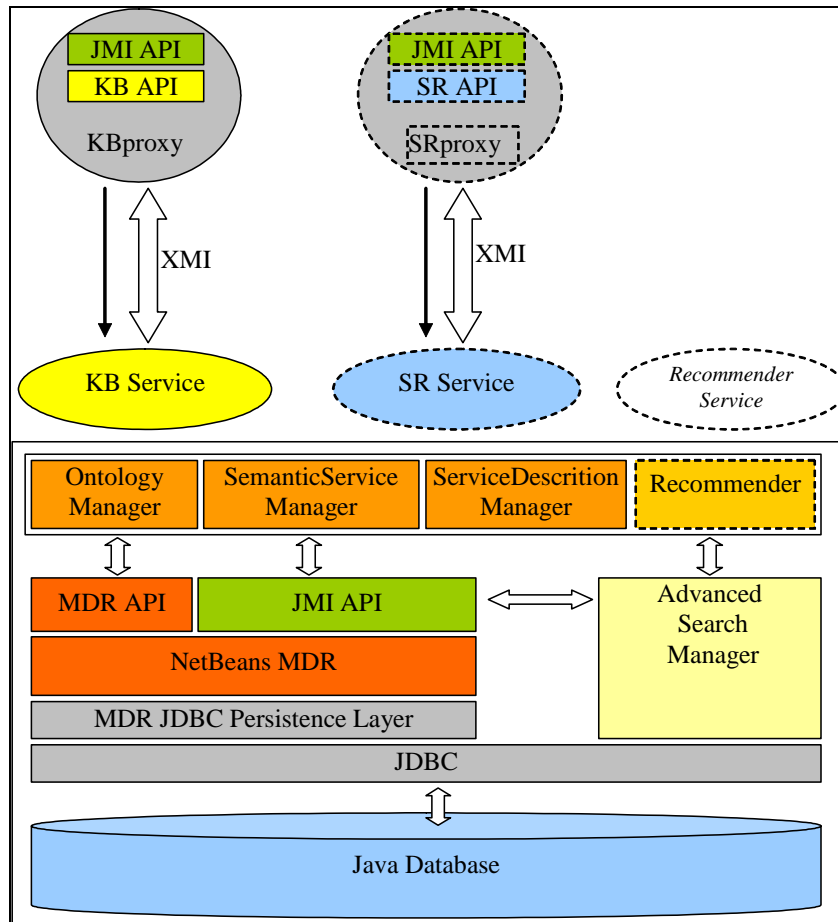 JMI API
KB API
KBproxy
JMI API
SR API
SRproxy
XMI
XMI
KB Service
SR Service
Recommender
Service
Ontology
Manager
SemanticService
Manager
ServiceDescrition
Manager
Recommender
MDR API
JMI API
Advanced
Search
Manager
NetBeans MDR
MDR JDBC Persistence Layer
JDBC
Java Database